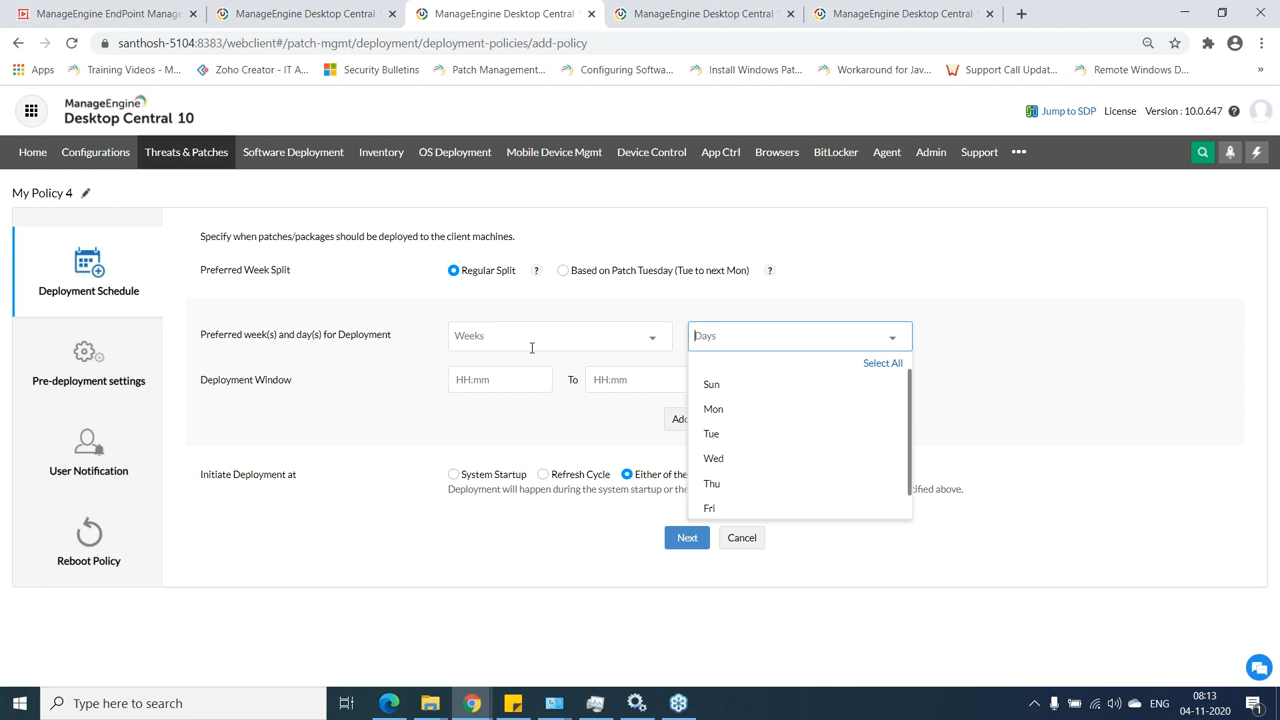 ManageEngine EndPoint Manage
ManageEngine Desktop Central
ManageEngine Desktop Central
ManageEngine Desktop Central
ManageEngine Desktop Central
santhosh-5104:8383/webclient#/patch-mgmt/deployment/deployment-policies/add-policy
Apps
Training Videos - M...
Zoho Creator - IT A...
Security Bulletins
Patch Management...
Configuring Softwa...
Install Windows Pat...
Workaround for Jav...
Support Call Updat...
Remote Windows D...
»
ManageEngine
Desktop Central 10
Jump to SDP
License
Version : 10.0.647
Home
Configurations
Threats & Patches
Software Deployment
Inventory
OS Deployment
Mobile Device Mgmt
Device Control
App Ctrl
Browsers
BitLocker
Agent
Admin
Support
My Policy 4
Deployment Schedule
Pre-deployment settings
User Notification
Reboot Policy
Specify when patches/packages should be deployed to the client machines.
Preferred Week Split
Regular Split ?
Based on Patch Tuesday (Tue to next Mon) ?
Preferred week(s) and day(s) for Deployment
Weeks
Days
Select All
Sun
Mon
Tue
Wed
Thu
Fri
Deployment Window
HH:mm To HH:mm
Initiate Deployment at
System Startup
Refresh Cycle
Either of the
Deployment will happen during the system startup or the
above.
Next
Cancel
Type here to search
ENG
08:13
04-11-2020